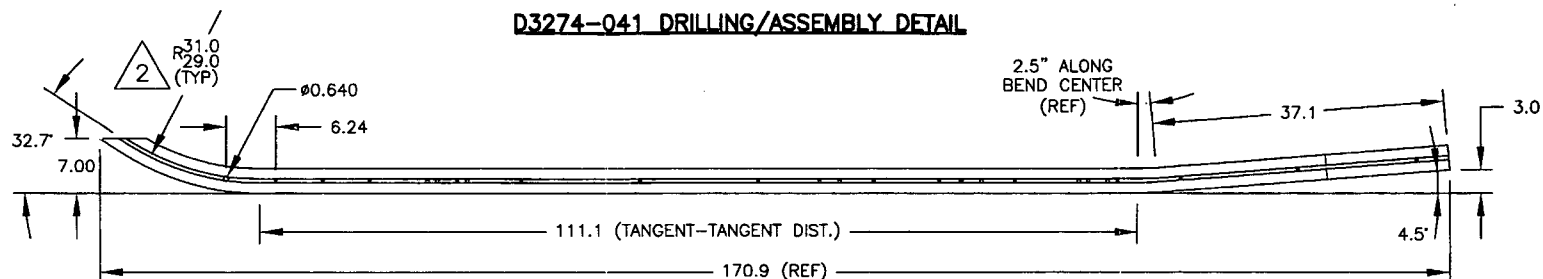 D3274-041 DRILLING/ASSEMBLY DETAIL
2
R31.0
29.0
(TYP)
ø0.640
6.24
2.5" ALONG
BEND CENTER
(REF)
37.1
3.0
32.7°
7.00
111.1 (TANGENT-TANGENT DIST.)
4.5°
170.9 (REF)